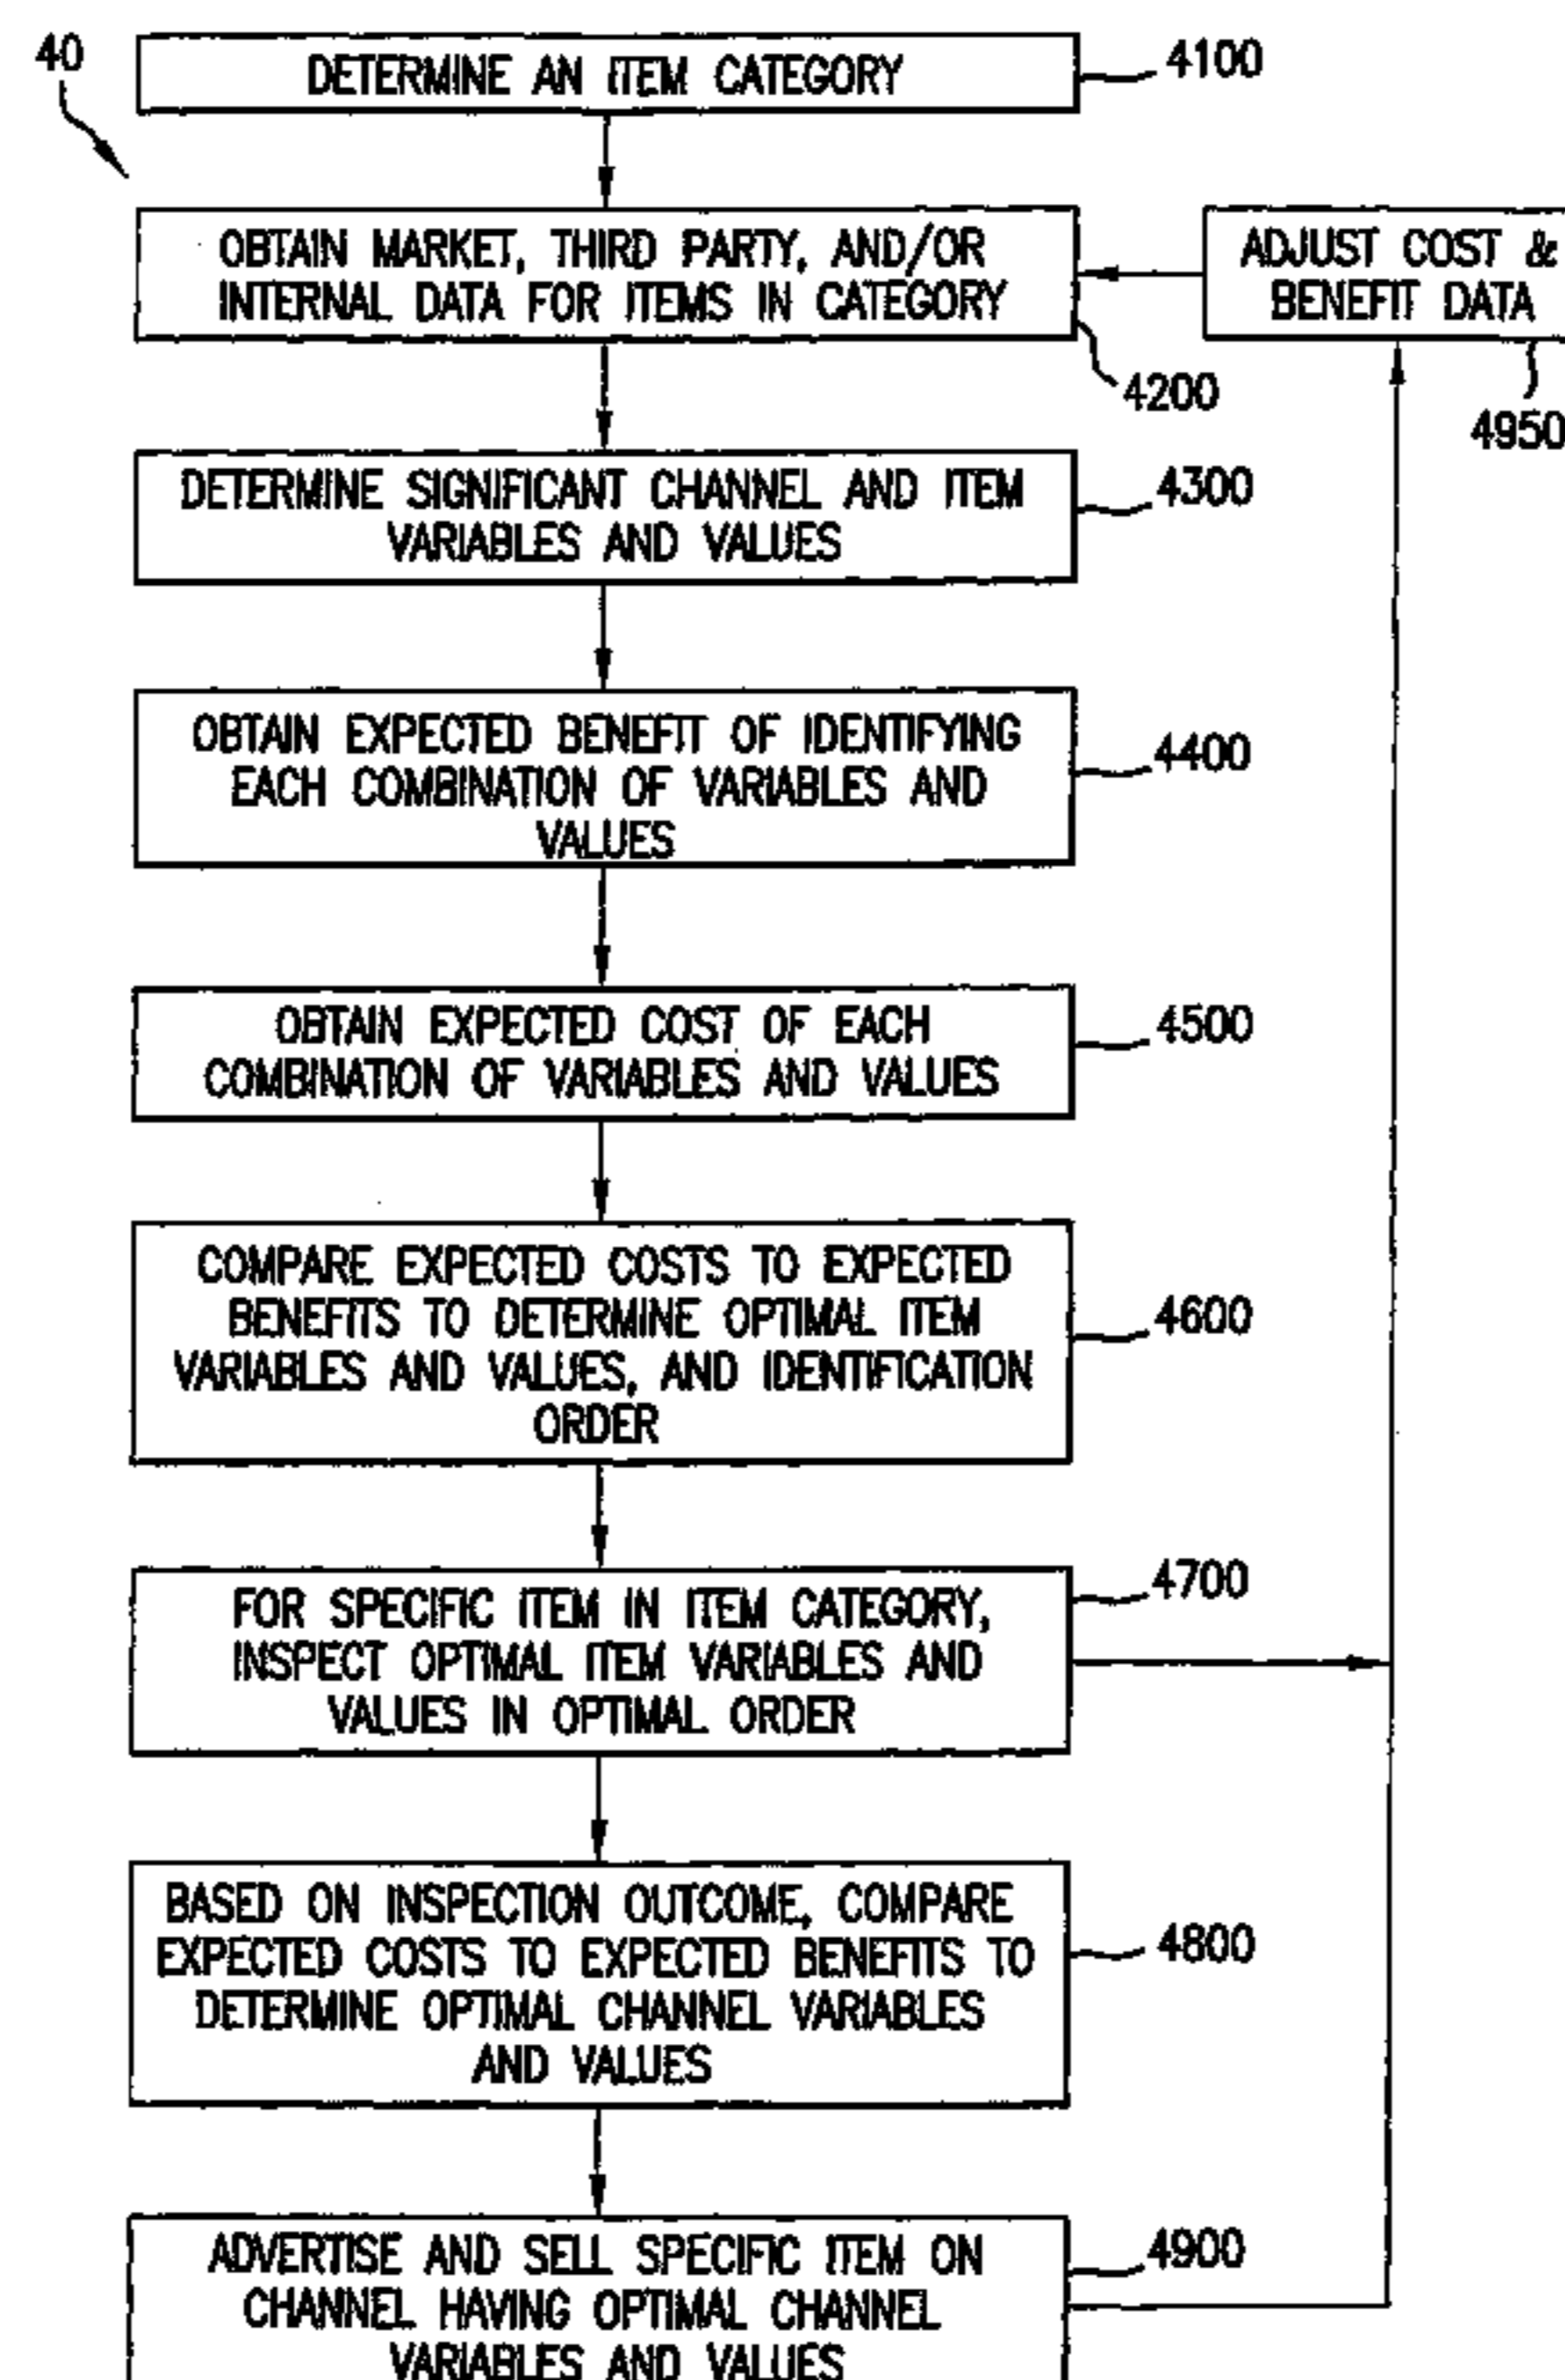 40
DETERMINE AN ITEM CATEGORY
4100
OBTAIN MARKET, THIRD PARTY, AND/OR
INTERNAL DATA FOR ITEMS IN CATEGORY
4200
ADJUST COST &
BENEFIT DATA
4950
DETERMINE SIGNIFICANT CHANNEL AND ITEM
VARIABLES AND VALUES
4300
OBTAIN EXPECTED BENEFIT OF IDENTIFYING
EACH COMBINATION OF VARIABLES AND
VALUES
4400
OBTAIN EXPECTED COST OF EACH
COMBINATION OF VARIABLES AND VALUES
4500
COMPARE EXPECTED COSTS TO EXPECTED
BENEFITS TO DETERMINE OPTIMAL ITEM
VARIABLES AND VALUES, AND IDENTIFICATION
ORDER
4600
FOR SPECIFIC ITEM IN ITEM CATEGORY,
INSPECT OPTIMAL ITEM VARIABLES AND
VALUES IN OPTIMAL ORDER
4700
BASED ON INSPECTION OUTCOME, COMPARE
EXPECTED COSTS TO EXPECTED BENEFITS TO
DETERMINE OPTIMAL CHANNEL VARIABLES
AND VALUES
4800
ADVERTISE AND SELL SPECIFIC ITEM ON
CHANNEL HAVING OPTIMAL CHANNEL
VARIABLES AND VALUES
4900